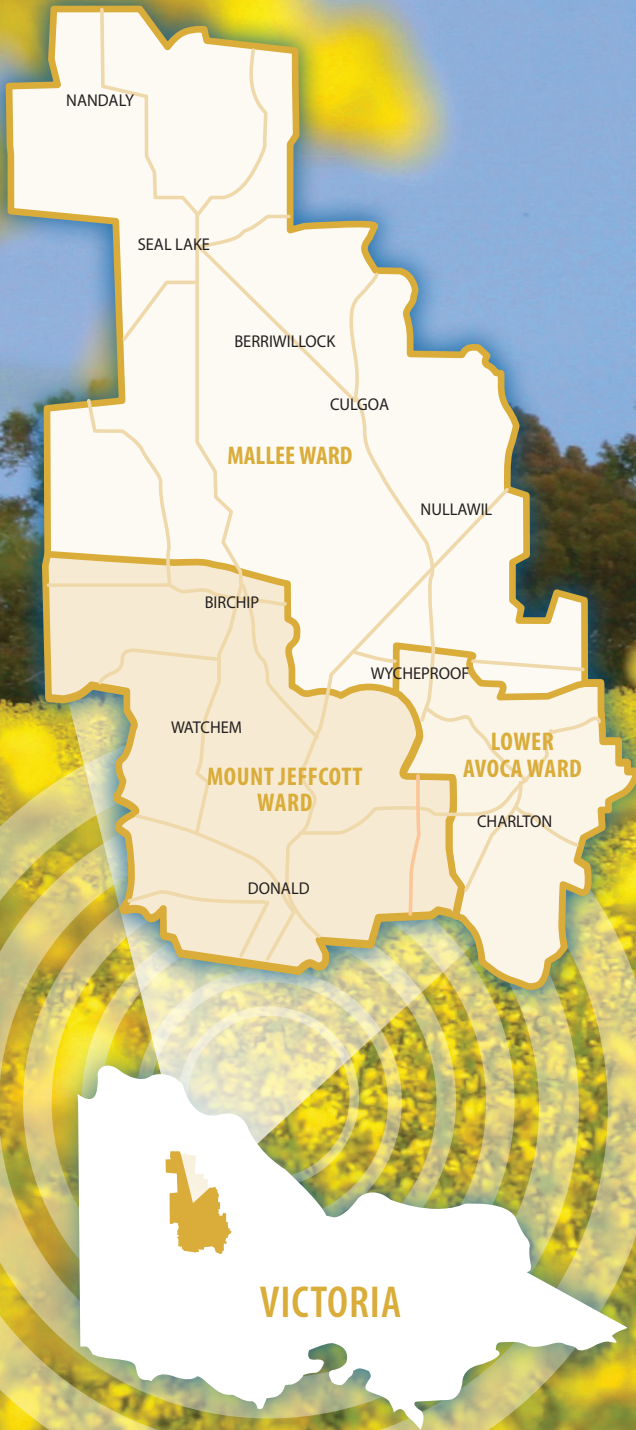 NANDALY
SEAL LAKE
BERRIWILLOCK
CULGOA
MALLEE WARD
NULLAWIL
BIRCHIP
WYCHEPROOF
WATCHEM
LOWER
AVOCA WARD
MOUNT JEFFCOTT
WARD
CHARLTON
DONALD
VICTORIA